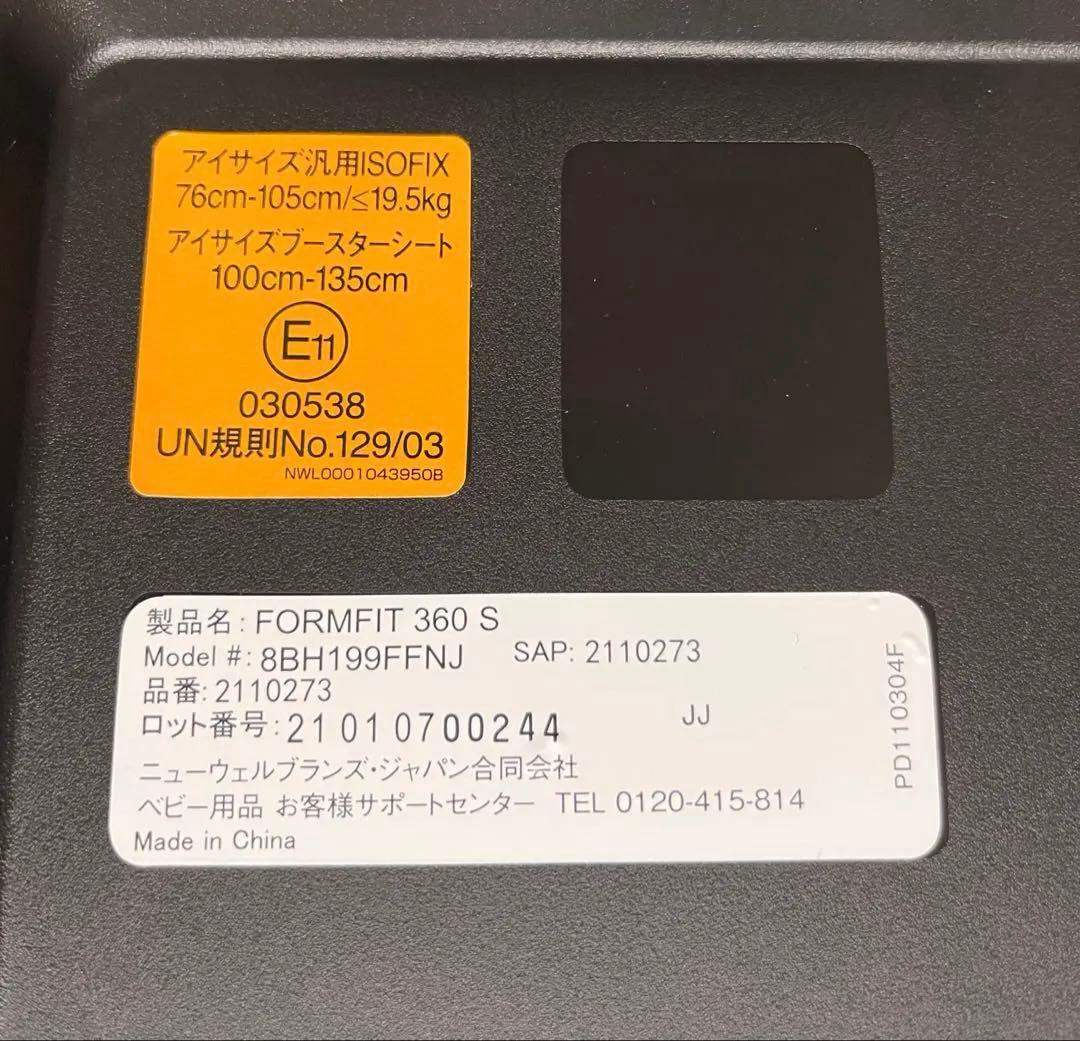 アイサイズ汎用ISOFIX
76cm-105cm/≤19.5kg
アイサイズブースターシート
100cm-135cm
E11
030538
UN規則No.129/03
NWL0001043950B
製品名: FORMFIT 360 S
Model #: 8BH199FFNJ SAP: 2110273
品番: 2110273
ロット番号: 21010700244 JJ
ニューウェルブランズ・ジャパン合同会社
ベビー用品 お客様サポートセンター TEL 0120-415-814
Made in China
PD110304F